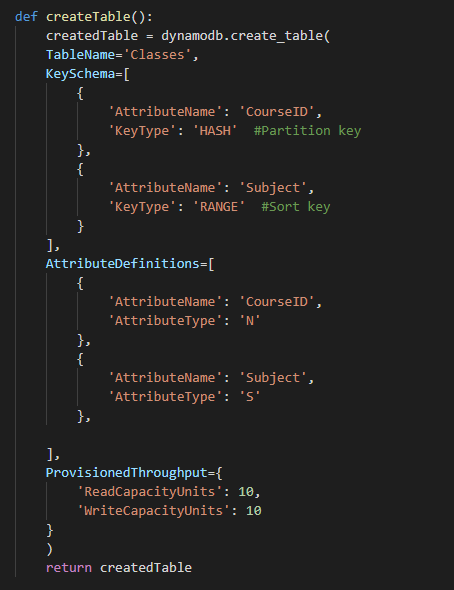 def createTable():
    createdTable = dynamodb.create_table(
    TableName='Classes',
    KeySchema=[
        {
            'AttributeName': 'CourseID',
            'KeyType': 'HASH'  #Partition key
        },
        {
            'AttributeName': 'Subject',
            'KeyType': 'RANGE'  #Sort key
        }
    ],
    AttributeDefinitions=[
        {
            'AttributeName': 'CourseID',
            'AttributeType': 'N'
        },
        {
            'AttributeName': 'Subject',
            'AttributeType': 'S'
        },

    ],
    ProvisionedThroughput={
        'ReadCapacityUnits': 10,
        'WriteCapacityUnits': 10
    }
    )
    return createdTable